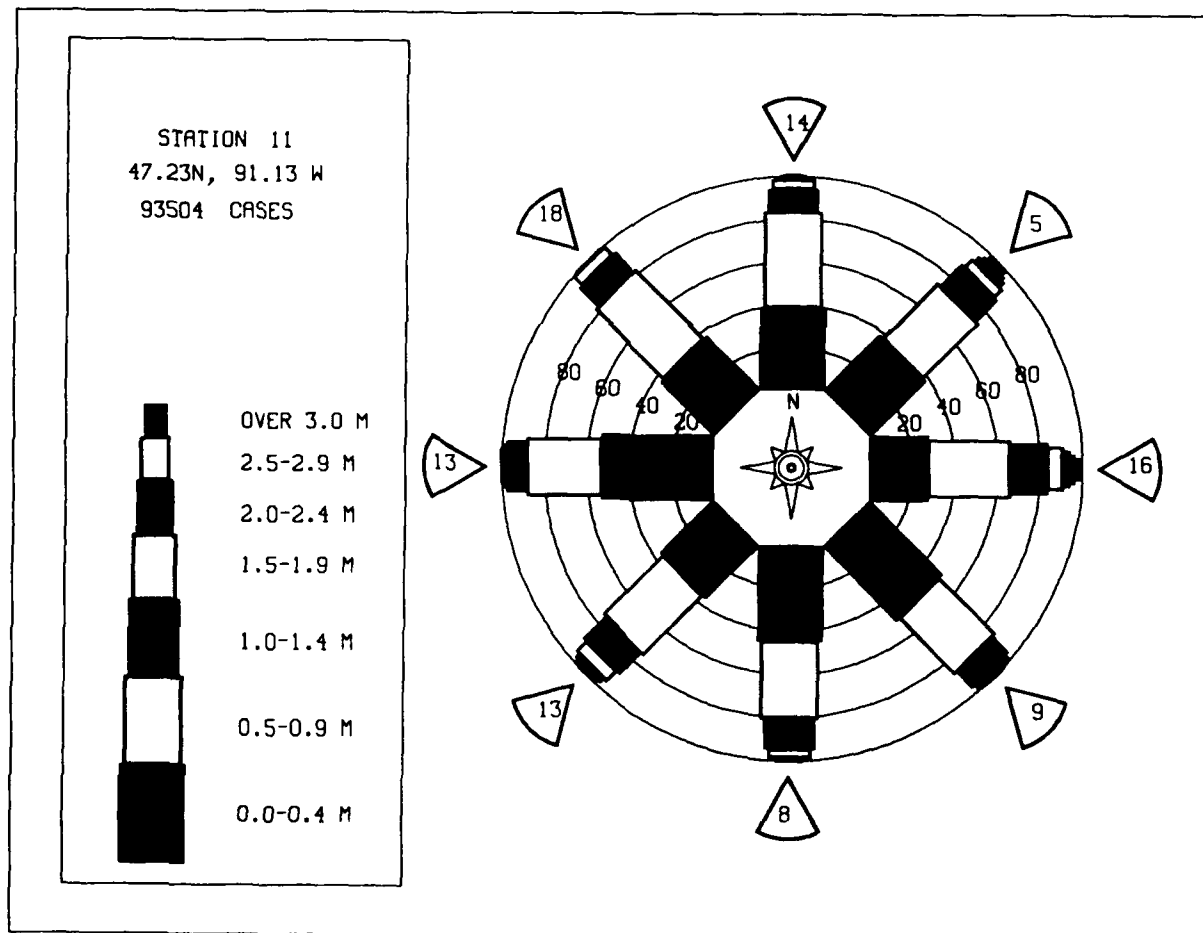 STATION 11
47.23N, 91.13 W
93504 CASES
OVER 3.0 M
2.5-2.9 M
2.0-2.4 M
1.5-1.9 M
1.0-1.4 M
0.5-0.9 M
0.0-0.4 M
14
18
5
80
60
40
20
N
20
40
60
80
13
16
13
9
8